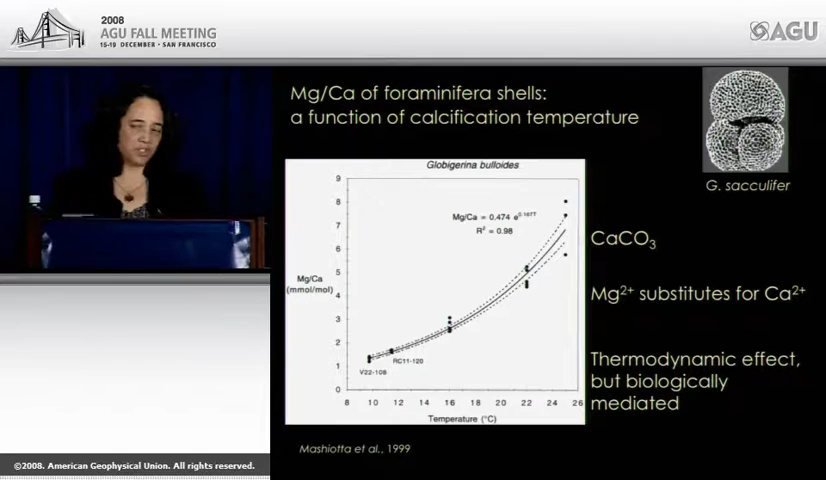 2008
AGU FALL MEETING
15-19 DECEMBER - SAN FRANCISCO
AGU
Mg/Ca of foraminifera shells:
a function of calcification temperature
G. sacculifer
Globigerina bulloides
9
8
7
6
5
4
3
2
1
0
Mg/Ca = 0.474 e^0.107T
R² = 0.98
Mg/Ca
(mmol/mol)
V22-108
RC11-120
8 10 12 14 16 18 20 22 24 26
Temperature (°C)
CaCO₃
Mg²⁺ substitutes for Ca²⁺
Thermodynamic effect,
but biologically
mediated
Mashiotta et al., 1999
©2008. American Geophysical Union. All rights reserved.